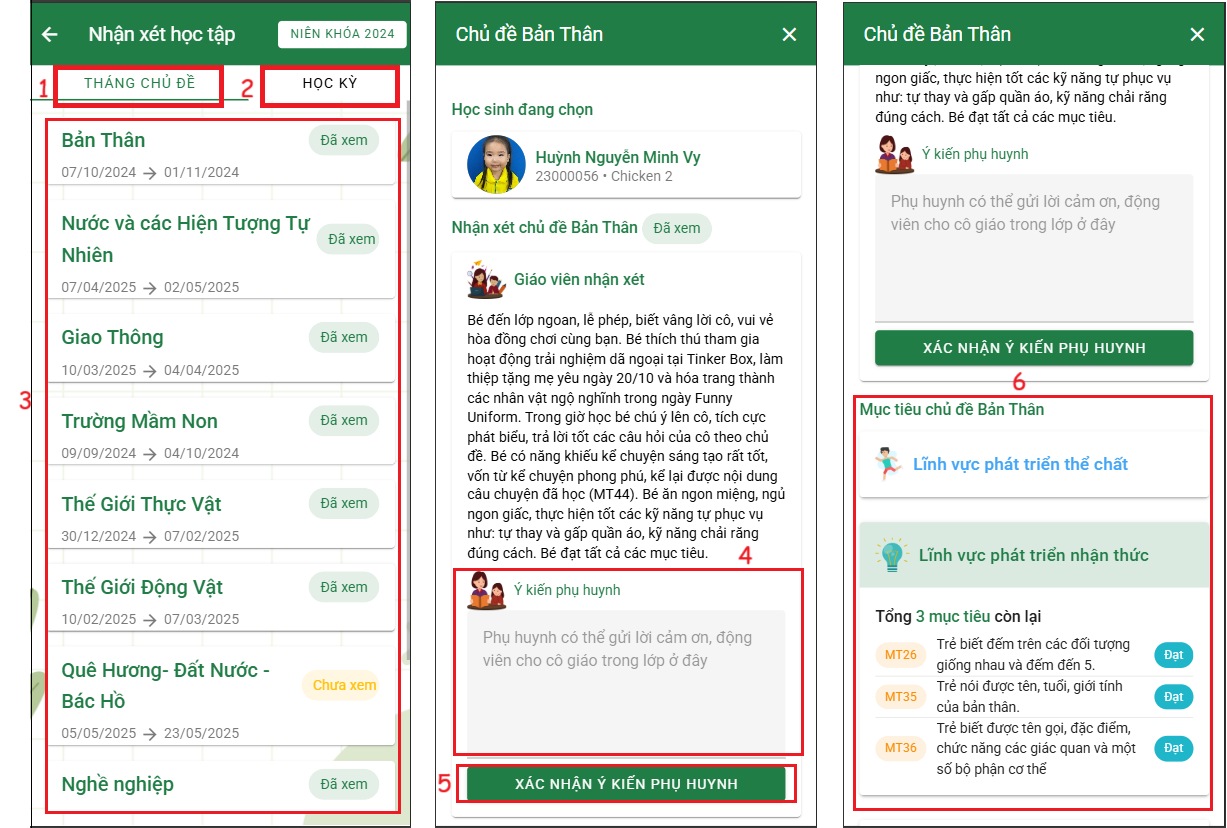 Nhận xét học tập
NIÊN KHÓA 2024
1
THÁNG CHỦ ĐỀ
2
HỌC KỲ
3
Bản Thân
Đã xem
07/10/2024 → 01/11/2024
Nước và các Hiện Tượng Tự
Nhiên
Đã xem
07/04/2025 → 02/05/2025
Giao Thông
Đã xem
10/03/2025 → 04/04/2025
Trường Mầm Non
Đã xem
09/09/2024 → 04/10/2024
Thế Giới Thực Vật
Đã xem
30/12/2024 → 07/02/2025
Thế Giới Động Vật
Đã xem
10/02/2025 → 07/03/2025
Quê Hương- Đất Nước -
Bác Hồ
Chưa xem
05/05/2025 → 23/05/2025
Nghề nghiệp
Đã xem
Chủ đề Bản Thân
Học sinh đang chọn
Huỳnh Nguyễn Minh Vy
23000056 • Chicken 2
Nhận xét chủ đề Bản Thân
Đã xem
Giáo viên nhận xét
Bé đến lớp ngoan, lễ phép, biết vâng lời cô, vui vẻ
hòa đồng chơi cùng bạn. Bé thích thú tham gia
hoạt động trải nghiệm dã ngoại tại Tinker Box, làm
thiệp tặng mẹ yêu ngày 20/10 và hóa trang thành
các nhân vật ngộ nghĩnh trong ngày Funny
Uniform. Trong giờ học bé chú ý lên cô, tích cực
phát biểu, trả lời tốt các câu hỏi của cô theo chủ
đề. Bé có năng khiếu kể chuyện sáng tạo rất tốt,
vốn từ kể chuyện phong phú, kể lại được nội dung
câu chuyện đã học (MT44). Bé ăn ngon miệng, ngủ
ngon giấc, thực hiện tốt các kỹ năng tự phục vụ
như: tự thay và gấp quần áo, kỹ năng chải răng
đúng cách. Bé đạt tất cả các mục tiêu.
4
Ý kiến phụ huynh
Phụ huynh có thể gửi lời cảm ơn, động
viên cho cô giáo trong lớp ở đây
5
XÁC NHẬN Ý KIẾN PHỤ HUYNH
Chủ đề Bản Thân
ngon giấc, thực hiện tốt các kỹ năng tự phục vụ
như: tự thay và gấp quần áo, kỹ năng chải răng
đúng cách. Bé đạt tất cả các mục tiêu.
Ý kiến phụ huynh
Phụ huynh có thể gửi lời cảm ơn, động
viên cho cô giáo trong lớp ở đây
XÁC NHẬN Ý KIẾN PHỤ HUYNH
6
Mục tiêu chủ đề Bản Thân
Lĩnh vực phát triển thể chất
Lĩnh vực phát triển nhận thức
Tổng 3 mục tiêu còn lại
MT26
Trẻ biết đếm trên các đối tượng
giống nhau và đếm đến 5.
Đạt
MT35
Trẻ nói được tên, tuổi, giới tính
của bản thân.
Đạt
MT36
Trẻ biết được tên gọi, đặc điểm,
chức năng các giác quan và một
số bộ phận cơ thể
Đạt